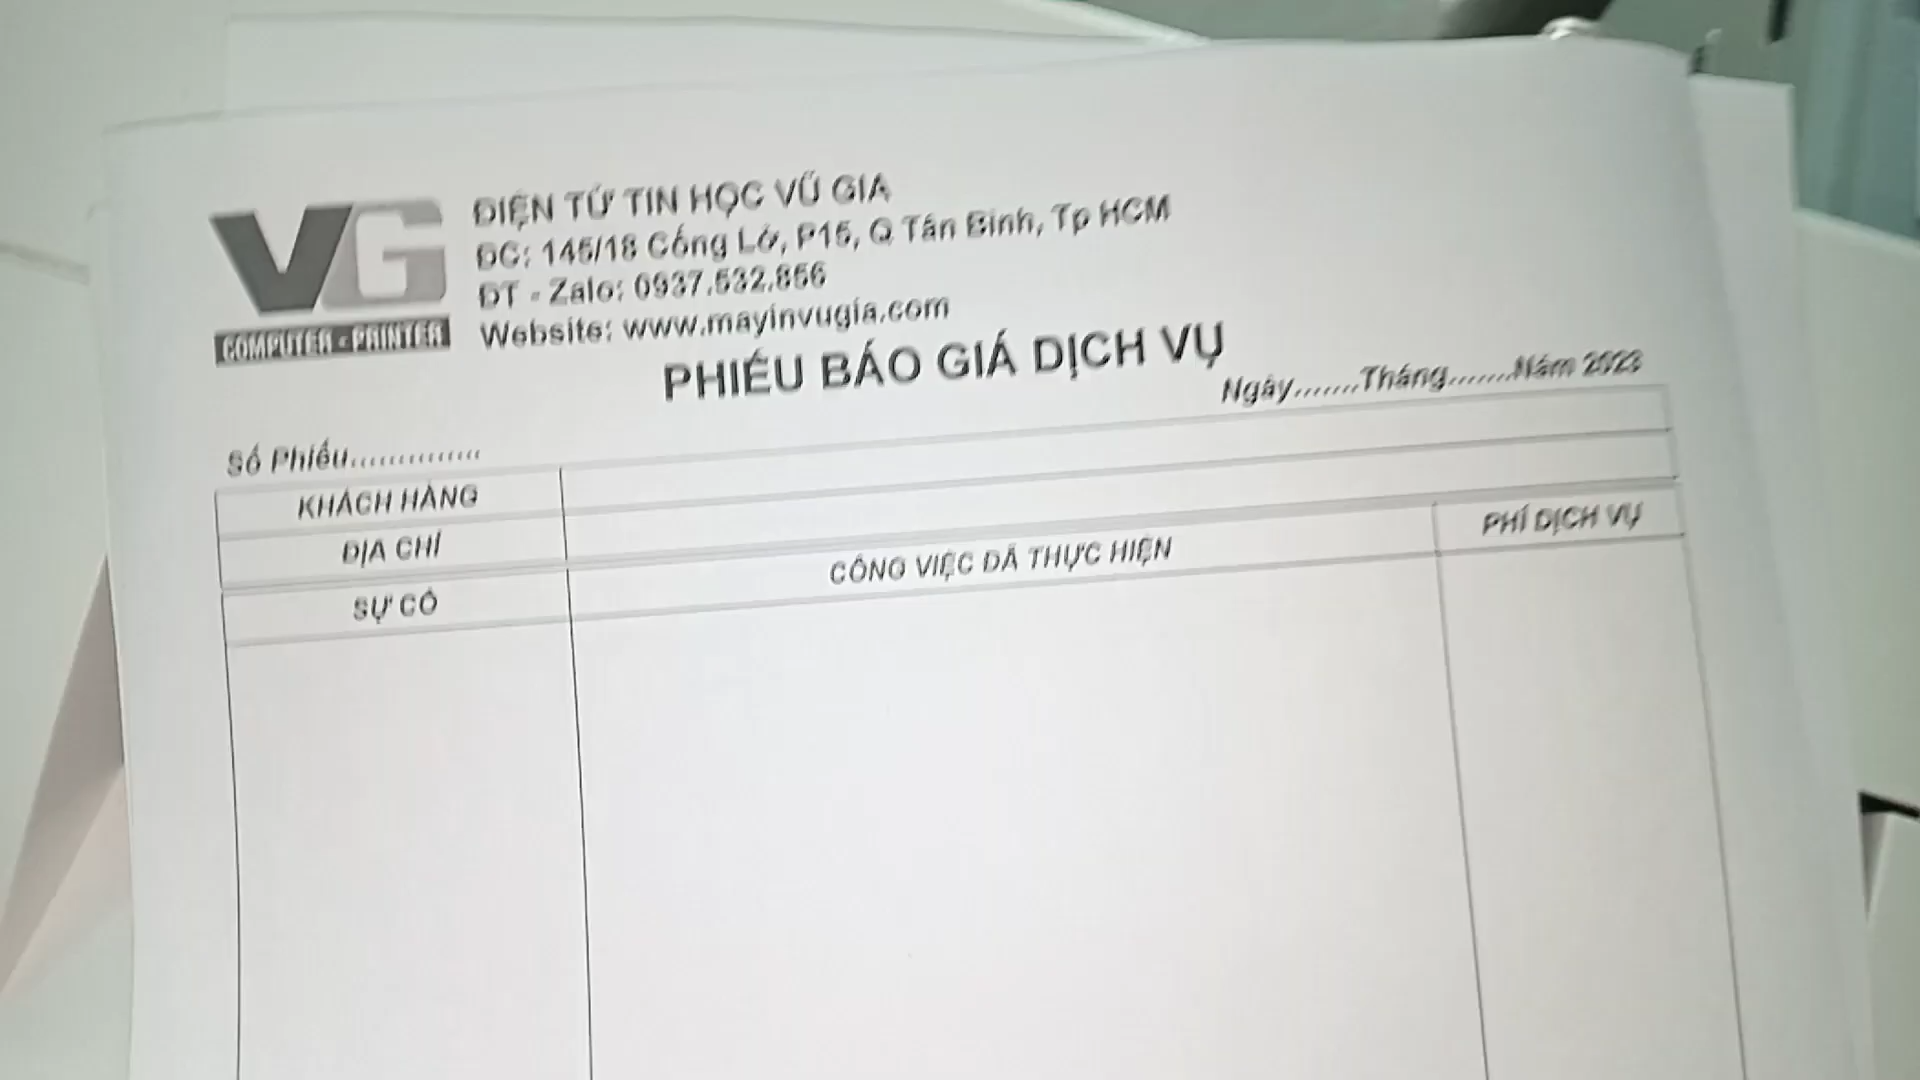 VG
COMPUTER - PRINTER
ĐIỆN TỬ TIN HỌC VŨ GIA
ĐC: 145/18 Cống Lở, P15, Q Tân Bình, Tp HCM
ĐT - Zalo: 0937.532.856
Website: www.mayinvugia.com
PHIẾU BÁO GIÁ DỊCH VỤ
Ngày.......Tháng.......Năm 2023
Số Phiếu..............
KHÁCH HÀNG
ĐỊA CHỈ
SỰ CỐ
CÔNG VIỆC ĐÃ THỰC HIỆN
PHÍ DỊCH VỤ